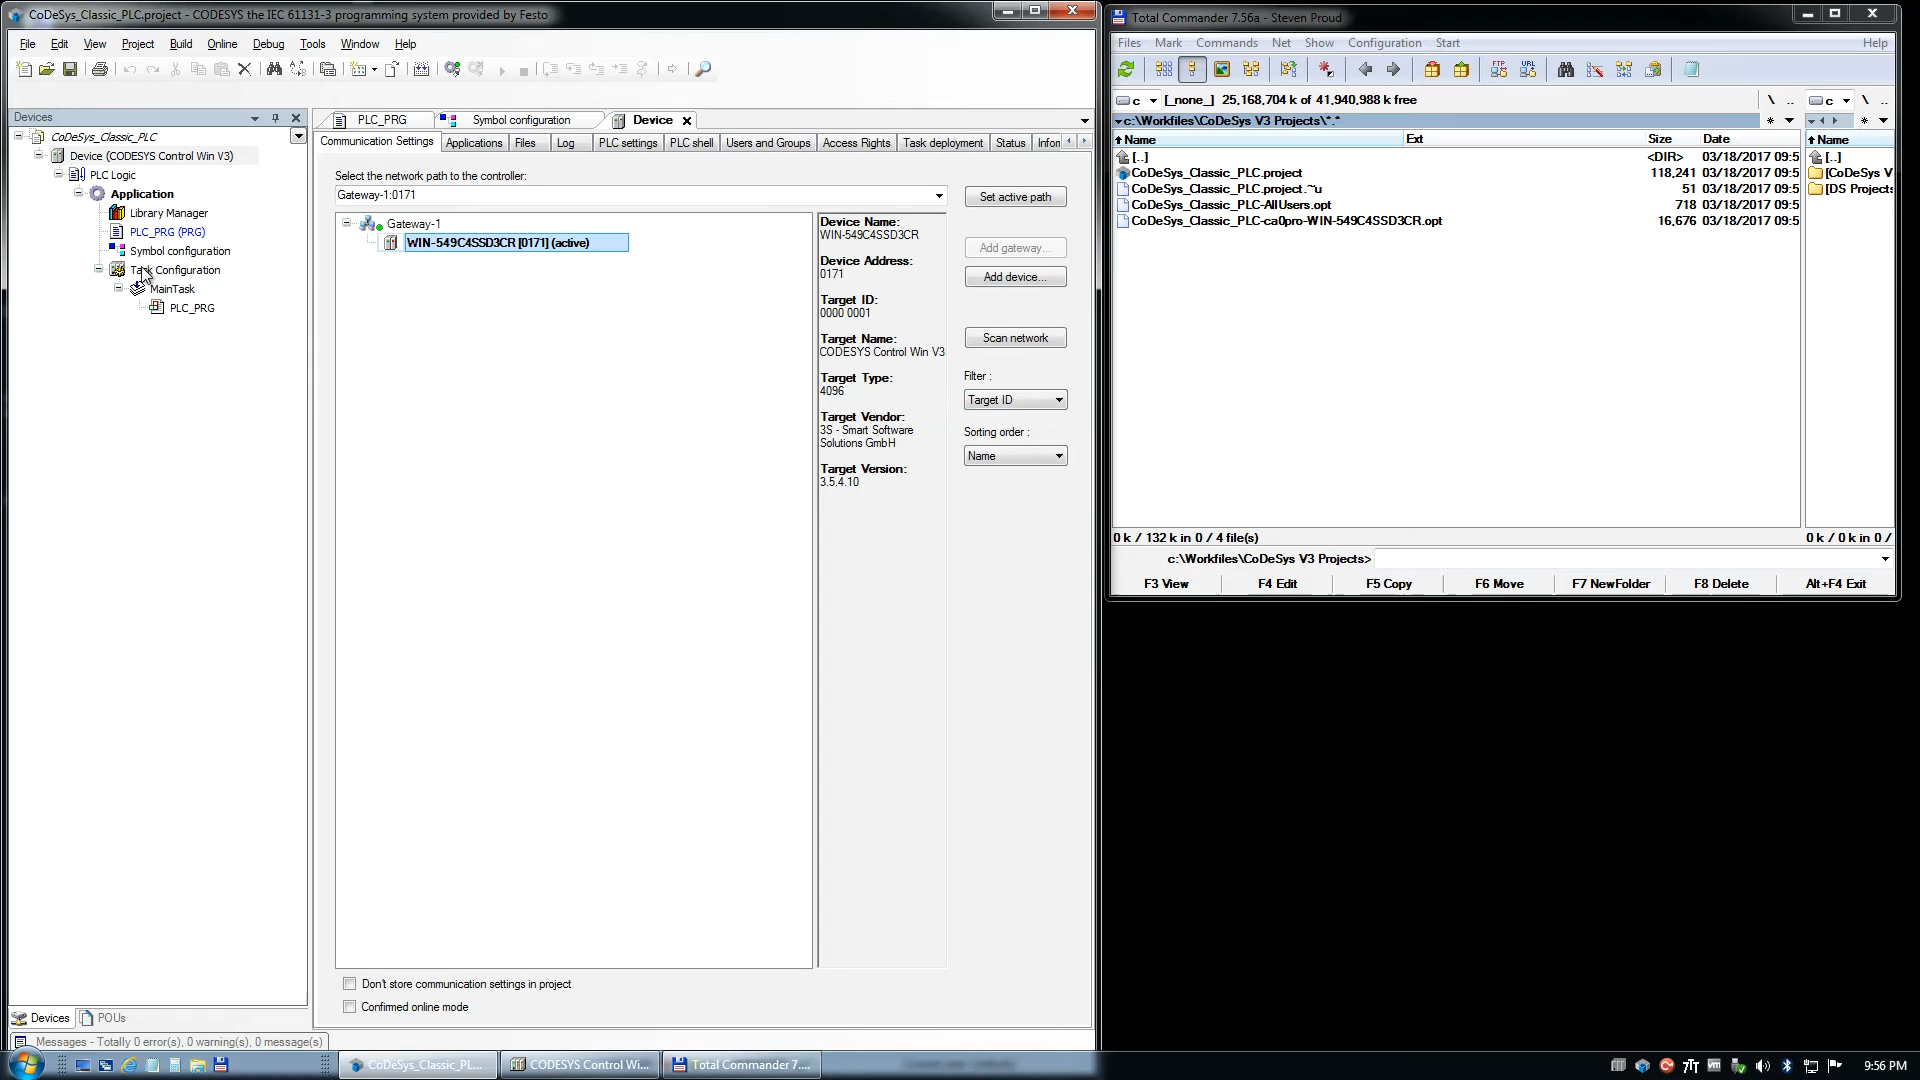 CoDeSys_Classic_PLC.project - CODESYS the IEC 61131-3 programming system provided by Festo
File Edit View Project Build Online Debug Tools Window Help
Devices
CoDeSys_Classic_PLC
Device (CODESYS Control Win V3)
PLC Logic
Application
Library Manager
PLC_PRG (PRG)
Symbol configuration
Task Configuration
MainTask
PLC_PRG
Devices POUs
Messages - Totally 0 error(s), 0 warning(s), 0 message(s)
PLC_PRG Symbol configuration Device
Communication Settings Applications Files Log PLC settings PLC shell Users and Groups Access Rights Task deployment Status Infor
Select the network path to the controller:
Gateway-1:0171
Gateway-1
WIN-549C4SSD3CR [0171] (active)
Device Name:
WIN-549C4SSD3CR
Device Address:
0171
Target ID:
0000 0001
Target Name:
CODESYS Control Win V3
Target Type:
4096
Target Vendor:
3S - Smart Software
Solutions GmbH
Target Version:
3.5.4.10
Set active path
Add gateway...
Add device...
Scan network
Filter :
Target ID
Sorting order :
Name
Don't store communication settings in project
Confirmed online mode
Total Commander 7.56a - Steven Proud
Files Mark Commands Net Show Configuration Start Help
c [_none_] 25,168,704 k of 41,940,988 k free \ .. c \ ..
c:\Workfiles\CoDeSys V3 Projects\*.* *
Name Ext Size Date Name
[..] <DIR> 03/18/2017 09:5 [..]
CoDeSys_Classic_PLC.project 118,241 03/18/2017 09:5 [CoDeSys V
CoDeSys_Classic_PLC.project.~u 51 03/18/2017 09:5 [DS Projects
CoDeSys_Classic_PLC-AllUsers.opt 718 03/18/2017 09:5
CoDeSys_Classic_PLC-ca0pro-WIN-549C4SSD3CR.opt 16,676 03/18/2017 09:5
0 k / 132 k in 0 / 4 file(s) 0 k / 0 k in 0 /
c:\Workfiles\CoDeSys V3 Projects>
F3 View F4 Edit F5 Copy F6 Move F7 NewFolder F8 Delete Alt+F4 Exit
CoDeSys_Classic_PL... CODESYS Control Wi... Total Commander 7.... 9:56 PM